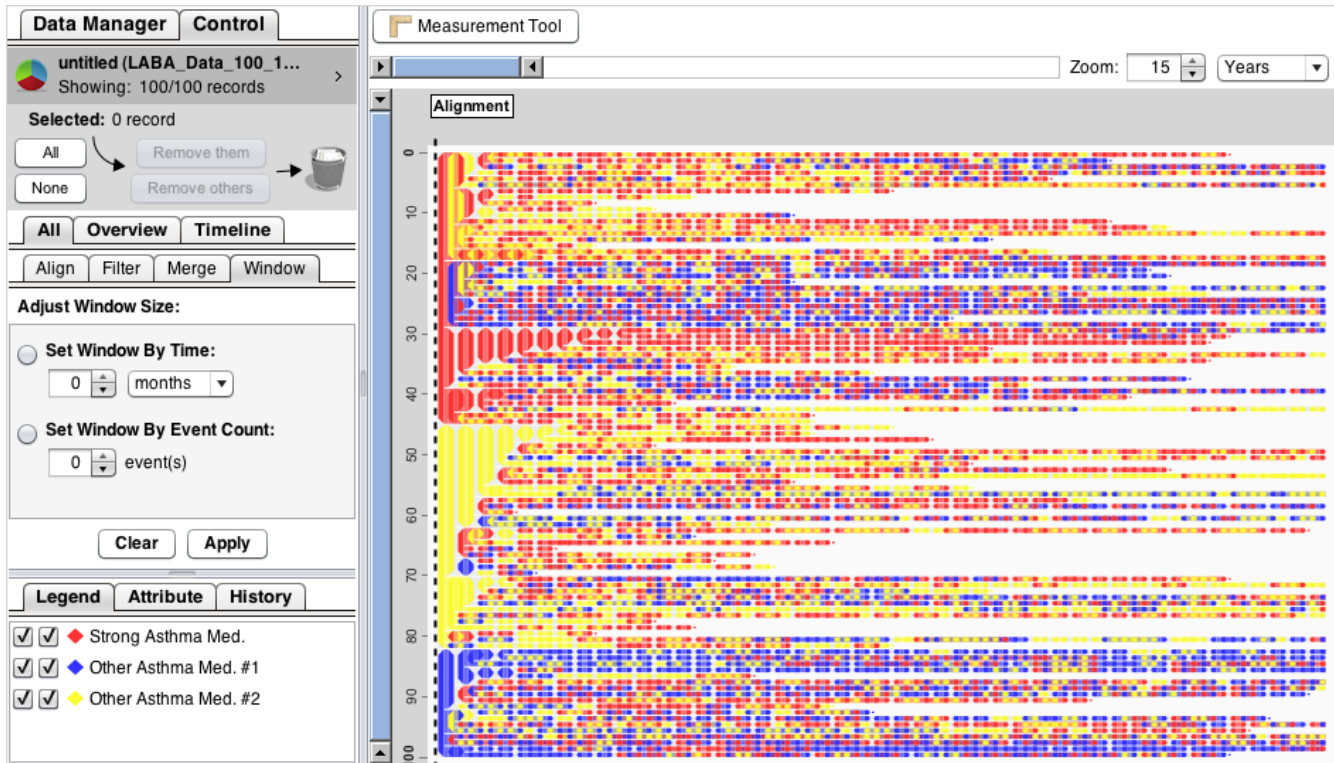 Data Manager Control
untitled (LABA_Data_100_1...
Showing: 100/100 records
Selected: 0 record
All Remove them
None Remove others
All Overview Timeline
Align Filter Merge Window
Adjust Window Size:
Set Window By Time:
0 months
Set Window By Event Count:
0 event(s)
Clear Apply
Legend Attribute History
Strong Asthma Med.
Other Asthma Med. #1
Other Asthma Med. #2
Measurement Tool
Zoom: 15 Years
Alignment
0
10
20
30
40
50
60
70
80
90
00